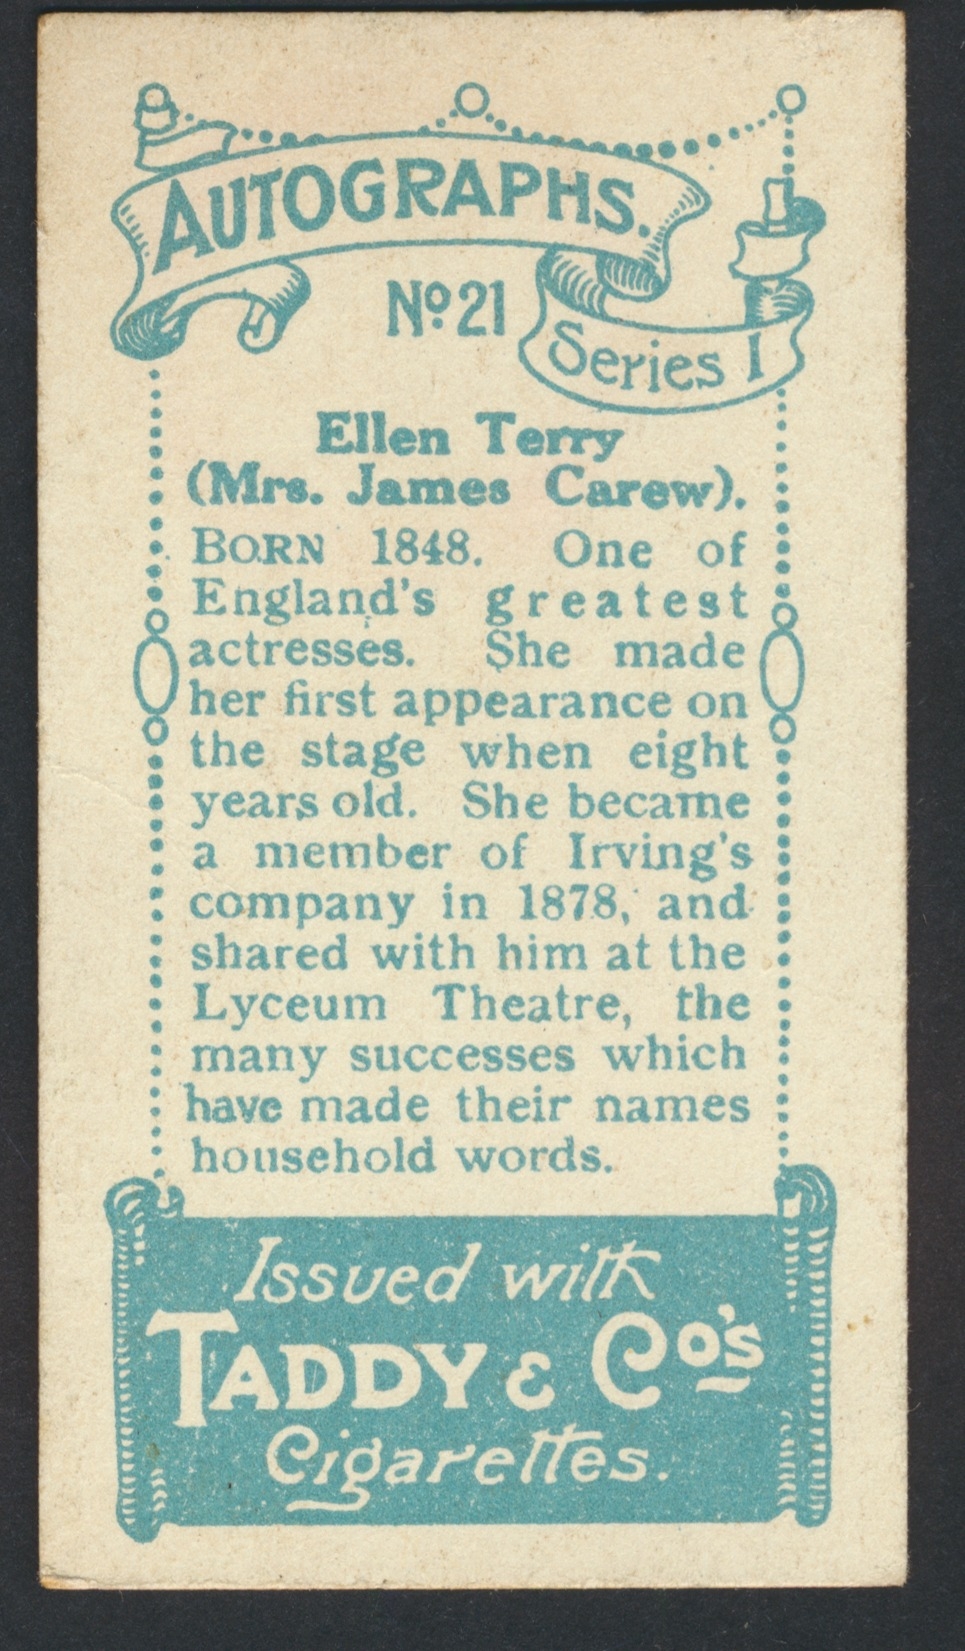 AUTOGRAPHS.
No. 21
Series I
Ellen Terry
(Mrs. James Carew).
BORN 1848. One of
England's greatest
actresses. She made
her first appearance on
the stage when eight
years old. She became
a member of Irving's
company in 1878, and
shared with him at the
Lyceum Theatre, the
many successes which
have made their names
household words.
Issued with
TADDY & Co's
Cigarettes.